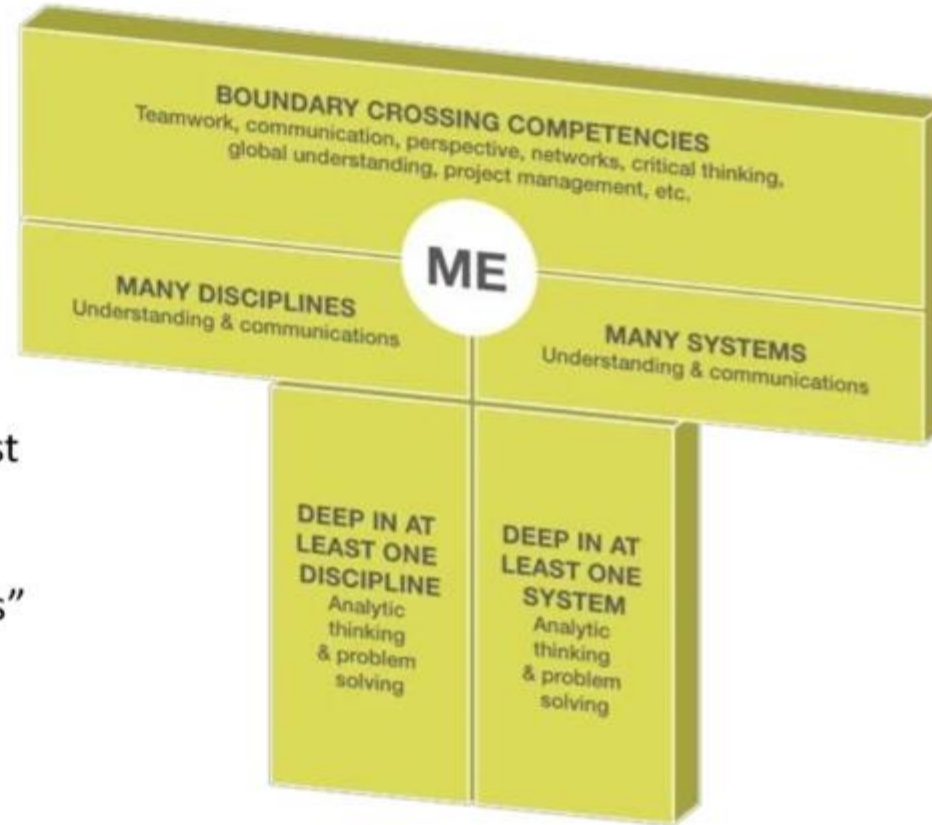 BOUNDARY CROSSING COMPETENCIES
Teamwork, communication, perspective, networks, critical thinking,
global understanding, project management, etc.
ME
MANY DISCIPLINES
Understanding & communications
MANY SYSTEMS
Understanding & communications
DEEP IN AT
LEAST ONE
DISCIPLINE
Analytic
thinking
& problem
solving
DEEP IN AT
LEAST ONE
SYSTEM
Analytic
thinking
& problem
solving